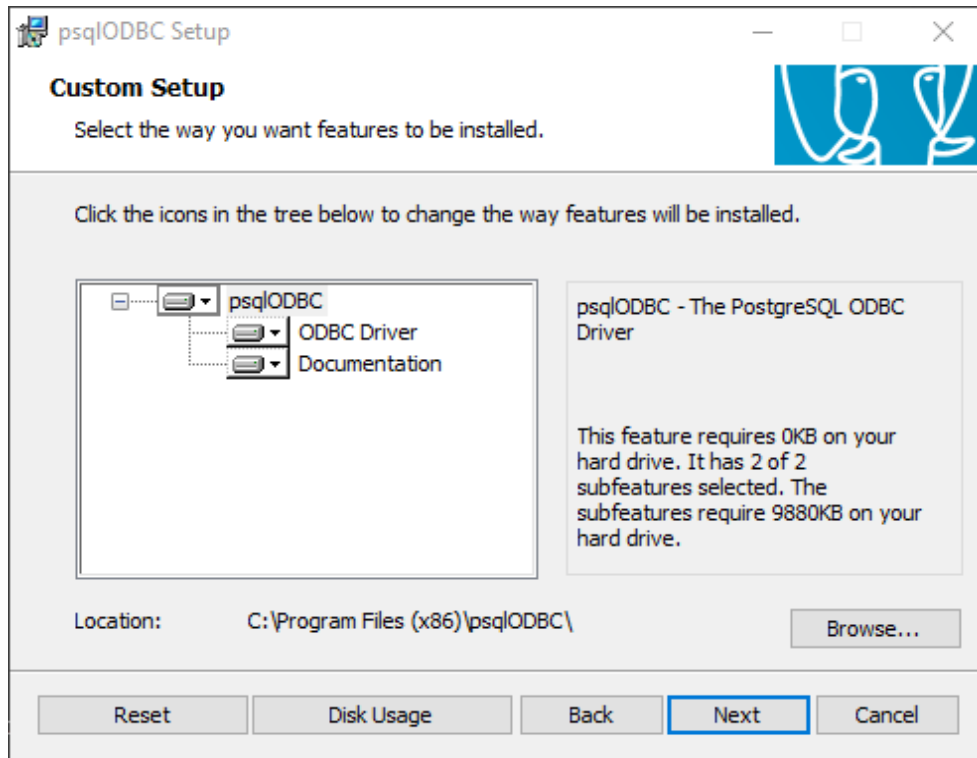 psqlODBC Setup
Custom Setup
Select the way you want features to be installed.
Click the icons in the tree below to change the way features will be installed.
psqlODBC
ODBC Driver
Documentation
psqlODBC - The PostgreSQL ODBC
Driver
This feature requires 0KB on your
hard drive. It has 2 of 2
subfeatures selected. The
subfeatures require 9880KB on your
hard drive.
Location: C:\Program Files (x86)\psqlODBC\
Browse...
Reset Disk Usage Back Next Cancel